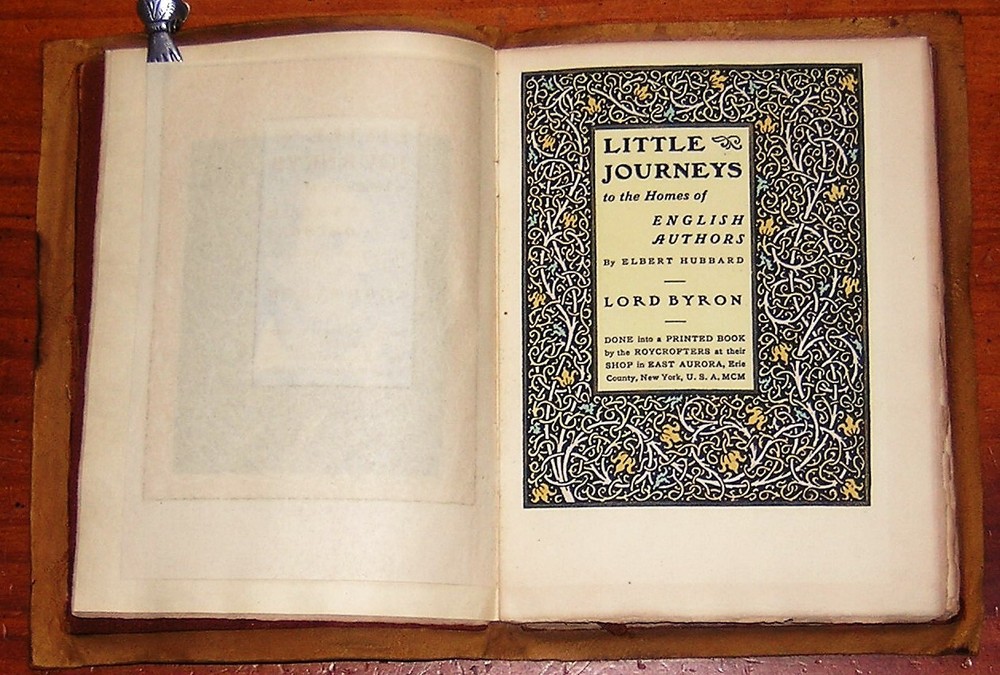 LITTLE
JOURNEYS
to the Homes of
ENGLISH
AUTHORS
By ELBERT HUBBARD
LORD BYRON
DONE into a PRINTED BOOK
by the ROYCROFTERS at their
SHOP in EAST AURORA, Erie
County, New York, U. S. A. MCM